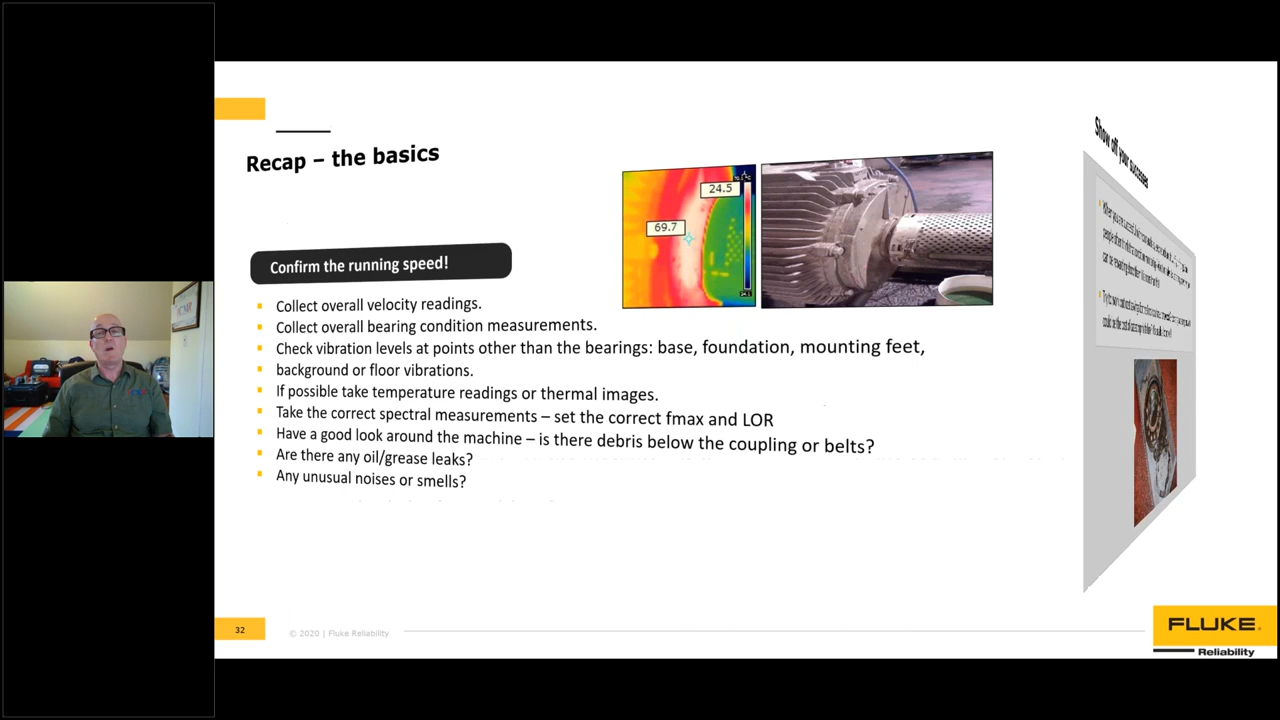 Recap – the basics
Confirm the running speed!
Collect overall velocity readings.
Collect overall bearing condition measurements.
Check vibration levels at points other than the bearings: base, foundation, mounting feet,
background or floor vibrations.
If possible take temperature readings or thermal images.
Take the correct spectral measurements – set the correct fmax and LOR
Have a good look around the machine – is there debris below the coupling or belts?
Are there any oil/grease leaks?
Any unusual noises or smells?
24.5
69.7
Show off your successes
32
© 2020 | Fluke Reliability
FLUKE.
Reliability